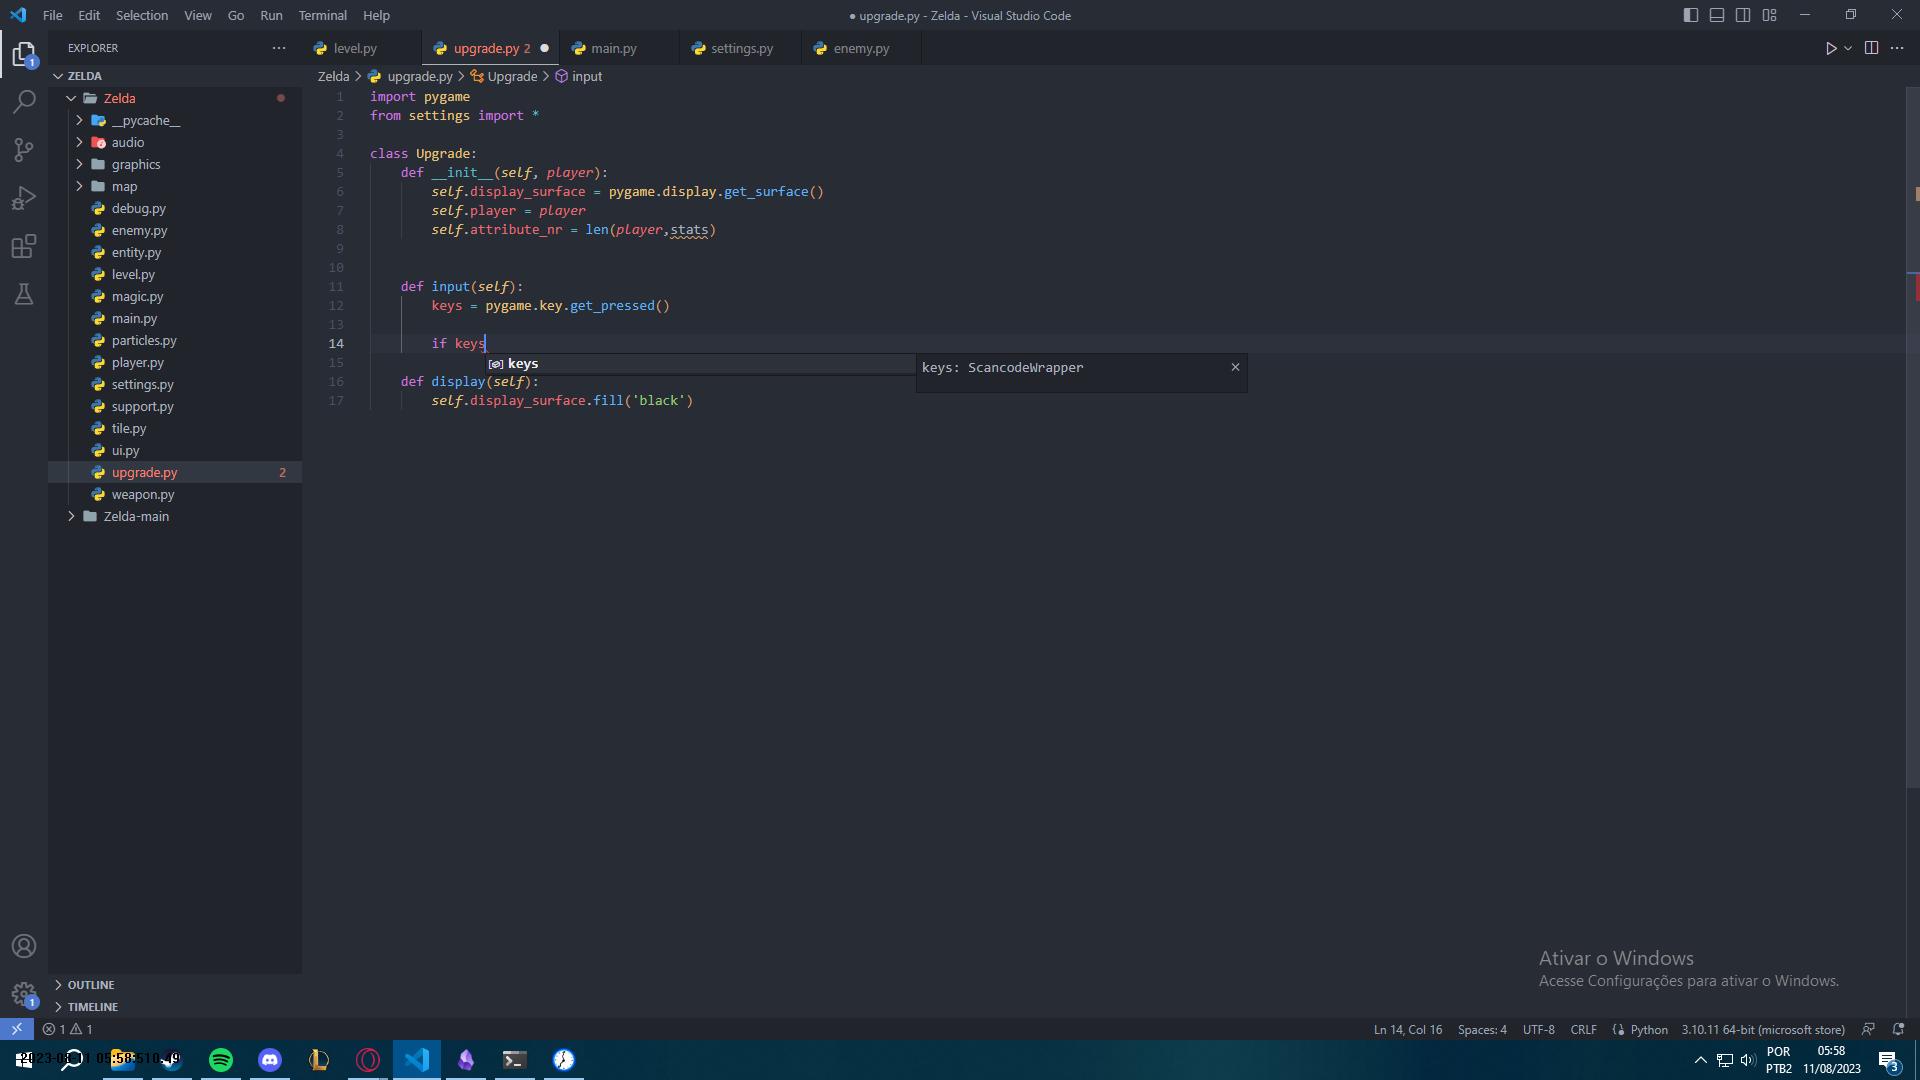 File Edit Selection View Go Run Terminal Help
● upgrade.py - Zelda - Visual Studio Code
EXPLORER
level.py
upgrade.py 2
main.py
settings.py
enemy.py
1
ZELDA
Zelda
__pycache__
audio
graphics
map
debug.py
enemy.py
entity.py
level.py
magic.py
main.py
particles.py
player.py
settings.py
support.py
tile.py
ui.py
upgrade.py 2
weapon.py
Zelda-main
Zelda > upgrade.py > Upgrade > input
1 import pygame
2 from settings import *
3
4 class Upgrade:
5 def __init__(self, player):
6 self.display_surface = pygame.display.get_surface()
7 self.player = player
8 self.attribute_nr = len(player,stats)
9
10
11 def input(self):
12 keys = pygame.key.get_pressed()
13
14 if keys
keys
keys: ScancodeWrapper
15
16 def display(self):
17 self.display_surface.fill('black')
Ativar o Windows
Acesse Configurações para ativar o Windows.
OUTLINE
1
TIMELINE
1 1
Ln 14, Col 16 Spaces: 4 UTF-8 CRLF Python 3.10.11 64-bit (microsoft store)
POR
PTB2
05:58
11/08/2023
3